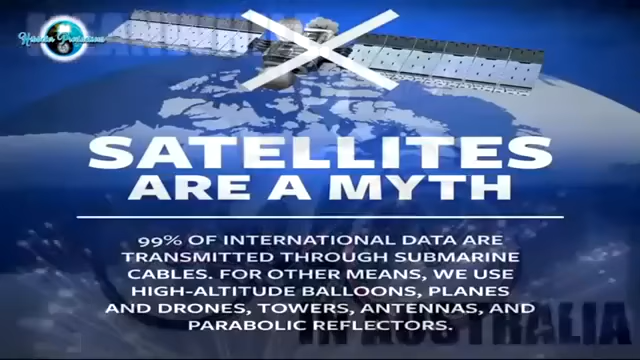 SATELLITES
ARE A MYTH
99% OF INTERNATIONAL DATA ARE
TRANSMITTED THROUGH SUBMARINE
CABLES. FOR OTHER MEANS, WE USE
HIGH-ALTITUDE BALLOONS, PLANES
AND DRONES, TOWERS, ANTENNAS, AND
PARABOLIC REFLECTORS.
IN AUSTRALIA